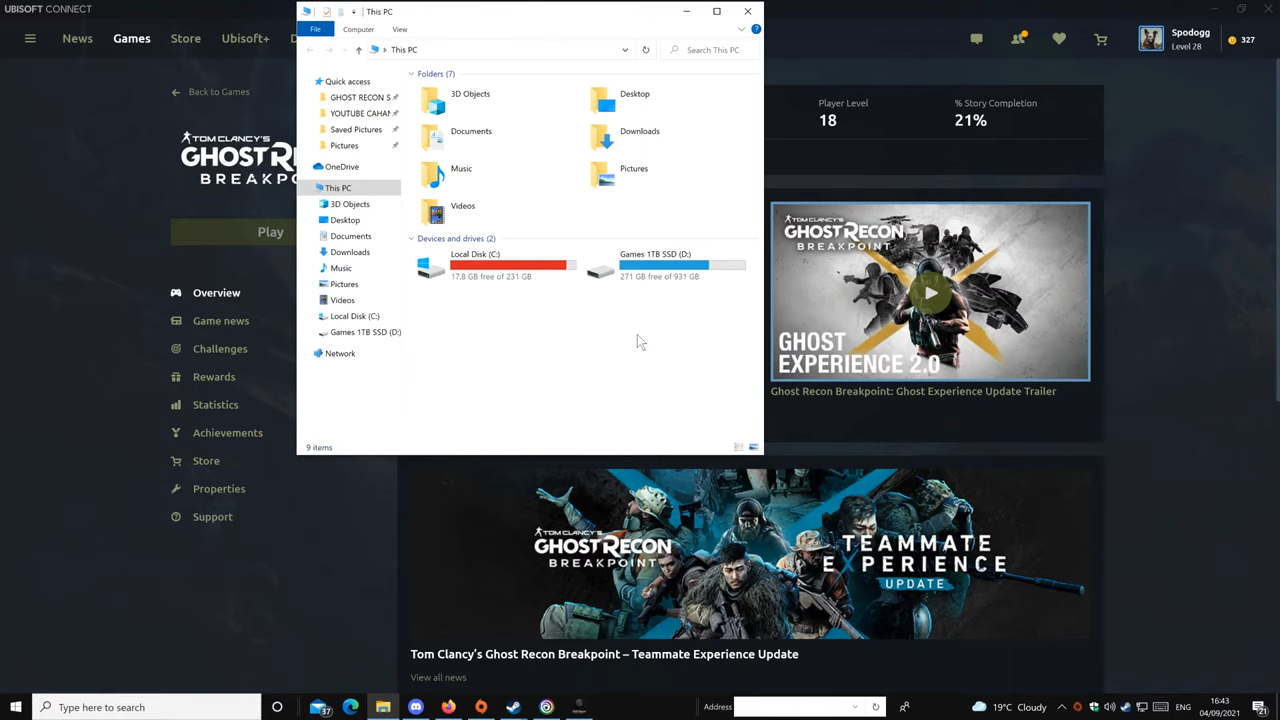 UBISOFT CONNECT
This PC
File
Computer
View
This PC
Search This PC
Games
Store
18
327
Back to Games
TOM CLANCY'S
Play
Overview
Game news
Challenges
Rewards
Statistics
Achievements
Store
Properties
Support
Quick access
GHOST RECON S
YOUTUBE CAHAN
Saved Pictures
Pictures
OneDrive
This PC
3D Objects
Desktop
Documents
Downloads
Music
Pictures
Videos
Local Disk (C:)
Games 1TB SSD (D:)
Network
Folders (7)
3D Objects
Desktop
Documents
Downloads
Music
Pictures
Videos
Devices and drives (2)
Local Disk (C:)
17.8 GB free of 231 GB
Games 1TB SSD (D:)
271 GB free of 931 GB
9 items
Player Level
18
% Story Completion
21%
TOM CLANCY'S
GHOST RECON
BREAKPOINT
GHOST
EXPERIENCE 2.0
Ghost Recon Breakpoint: Ghost Experience Update Trailer
TOM CLANCY'S
GHOST RECON
BREAKPOINT
TEAMMATE
EXPERIENCE
UPDATE
Tom Clancy's Ghost Recon Breakpoint – Teammate Experience Update
View all news
Type here to search
37
Address
19°C Cloudy
ENG
16:43
04/09/2021